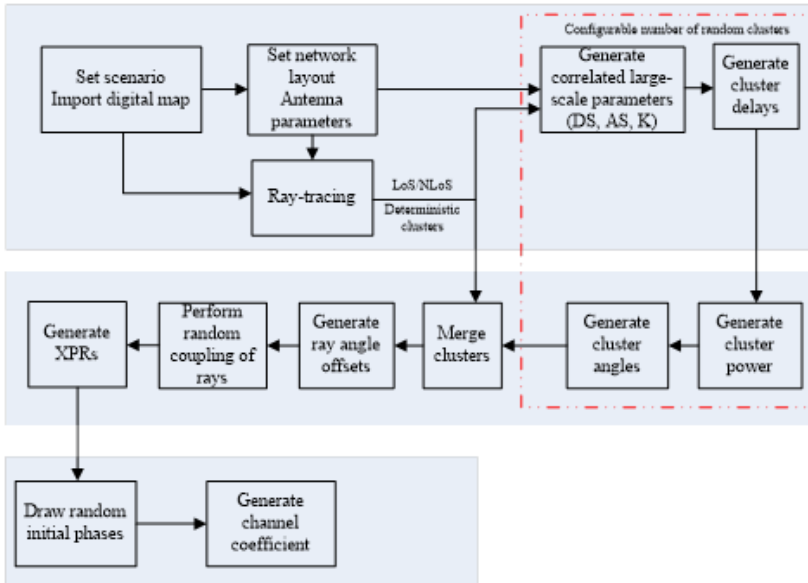 Configurable number of random clusters
Set scenario
Import digital map
Set network
layout
Antenna
parameters
Generate
correlated large-
scale parameters
(DS, AS, K)
Generate
cluster
delays
Ray-tracing
LoS/NLoS
Deterministic
clusters
Generate
XPRs
Perform
random
coupling of
rays
Generate
ray angle
offsets
Merge
clusters
Generate
cluster
angles
Generate
cluster
power
Draw random
initial phases
Generate
channel
coefficient